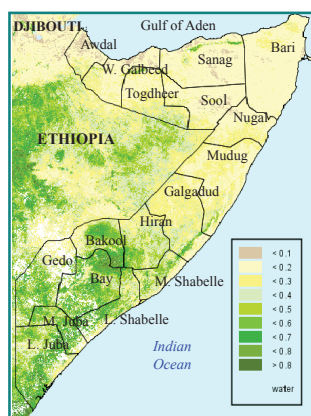 Gulf of Aden
DJIBOUTI
Awdal
Bari
W. Galbeed
Sanag
Togdheer
Sool
Nugal
ETHIOPIA
Mudug
Galgadud
Hiran
Bakool
Gedo
Bay
M. Shabelle
M. Juba
L. Shabelle
L. Juba
Indian
Ocean
< 0.1
< 0.2
< 0.3
< 0.4
< 0.5
< 0.6
< 0.7
< 0.8
> 0.8
water